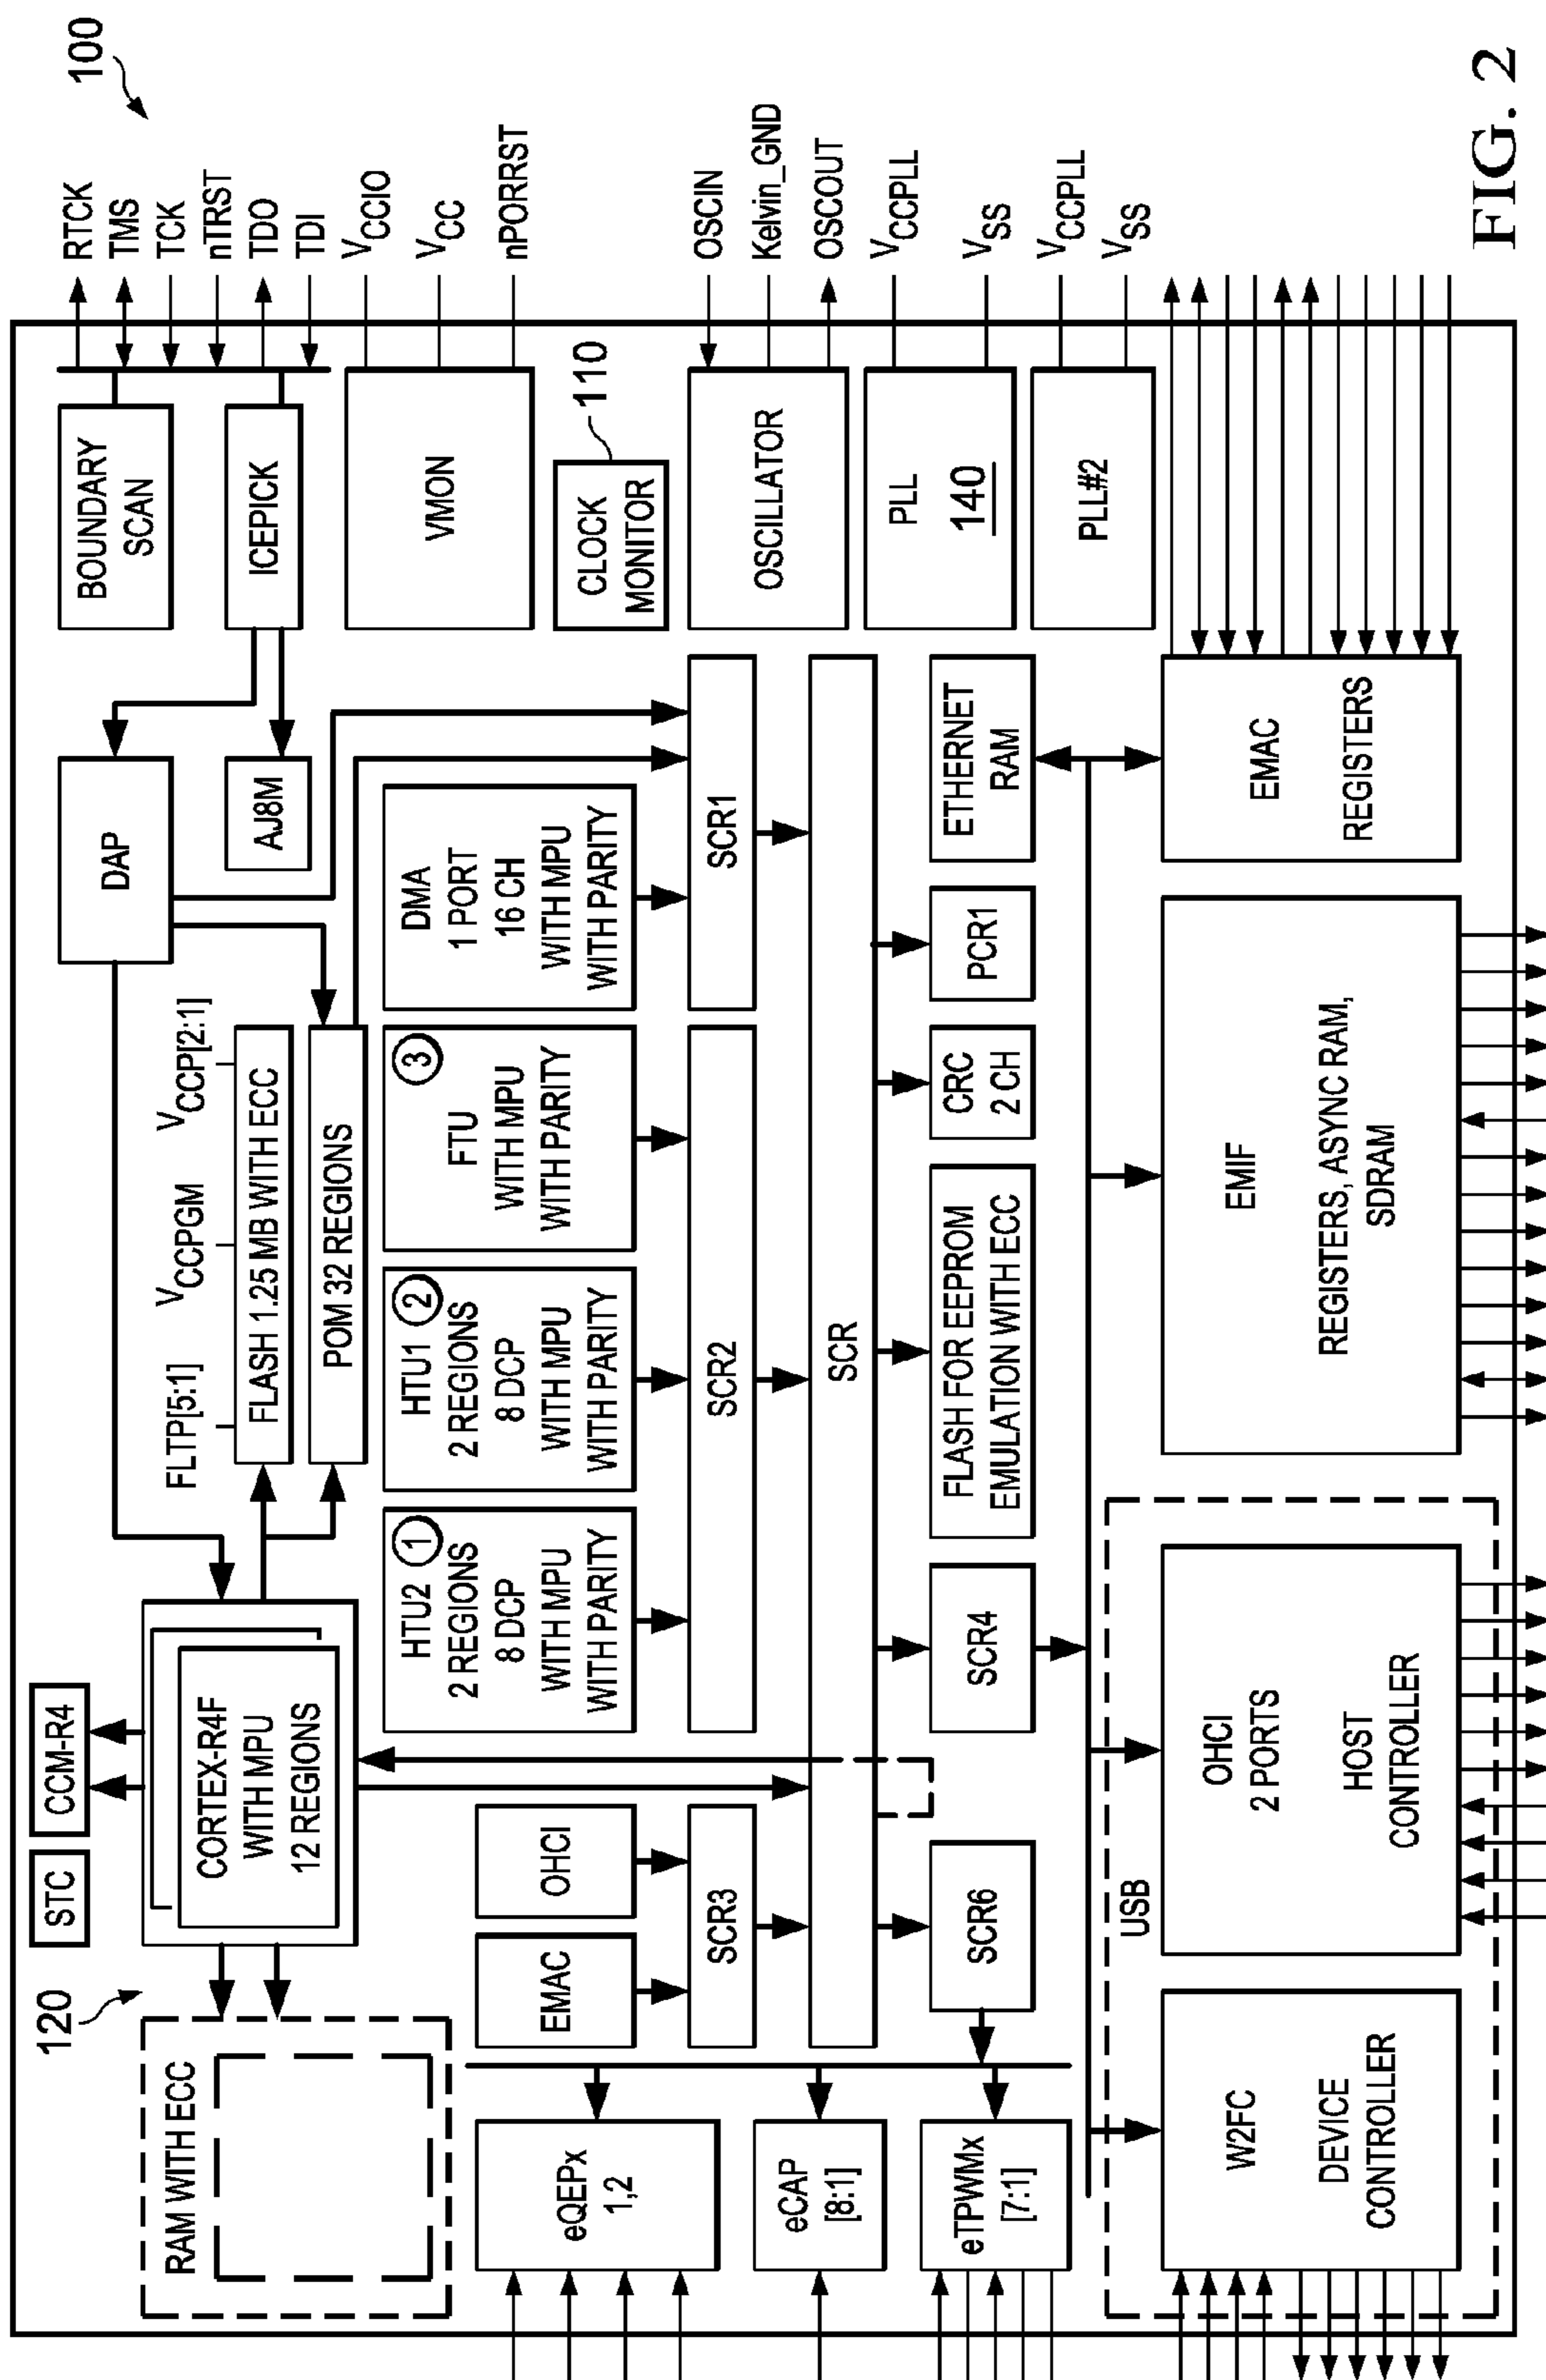 100
120
STC
CCM-R4
RAM WITH ECC
CORTEX-R4F
WITH MPU
12 REGIONS
FLTP[5:1]
VCCPGM
VCCP[2:1]
FLASH 1.25 MB WITH ECC
POM 32 REGIONS
DAP
AJ8M
BOUNDARY
SCAN
ICEPICK
RTCK
TMS
TCK
nTRST
TDO
TDI
VCCIO
VCC
nPORRST
VMON
110
CLOCK
MONITOR
eQEPx
1,2
EMAC
OHCI
HTU2 1
2 REGIONS
8 DCP
WITH MPU
WITH PARITY
HTU1 2
2 REGIONS
8 DCP
WITH MPU
WITH PARITY
3
FTU
WITH MPU
WITH PARITY
DMA
1 PORT
16 CH
WITH MPU
WITH PARITY
SCR3
SCR2
SCR1
OSCILLATOR
OSCIN
Kelvin_GND
OSCOUT
eCAP
[8:1]
SCR
PLL
140
VCCPLL
VSS
eTPWMx
[7:1]
SCR6
SCR4
FLASH FOR EEPROM
EMULATION WITH ECC
CRC
2 CH
PCR1
ETHERNET
RAM
PLL#2
VCCPLL
VSS
USB
W2FC
DEVICE
CONTROLLER
OHCI
2 PORTS
HOST
CONTROLLER
EMIF
REGISTERS, ASYNC RAM,
SDRAM
EMAC
REGISTERS
FIG. 2